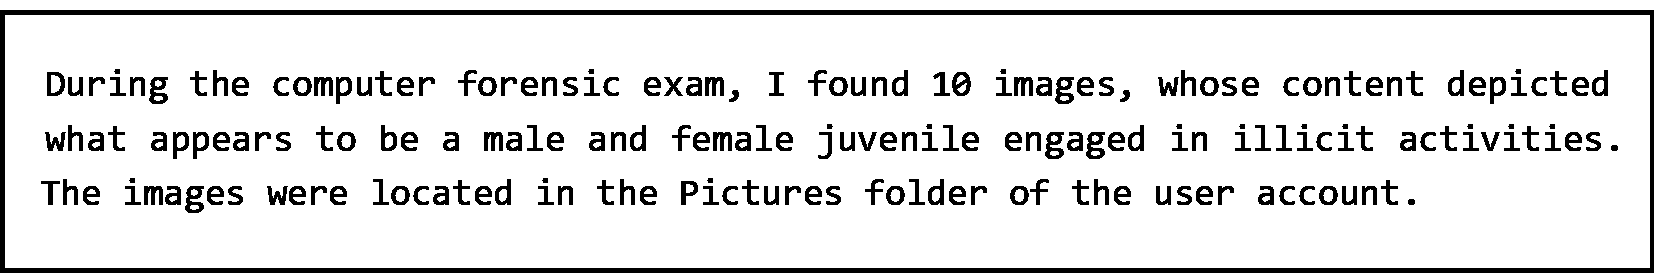 During the computer forensic exam, I found 10 images, whose content depicted
what appears to be a male and female juvenile engaged in illicit activities.
The images were located in the Pictures folder of the user account.